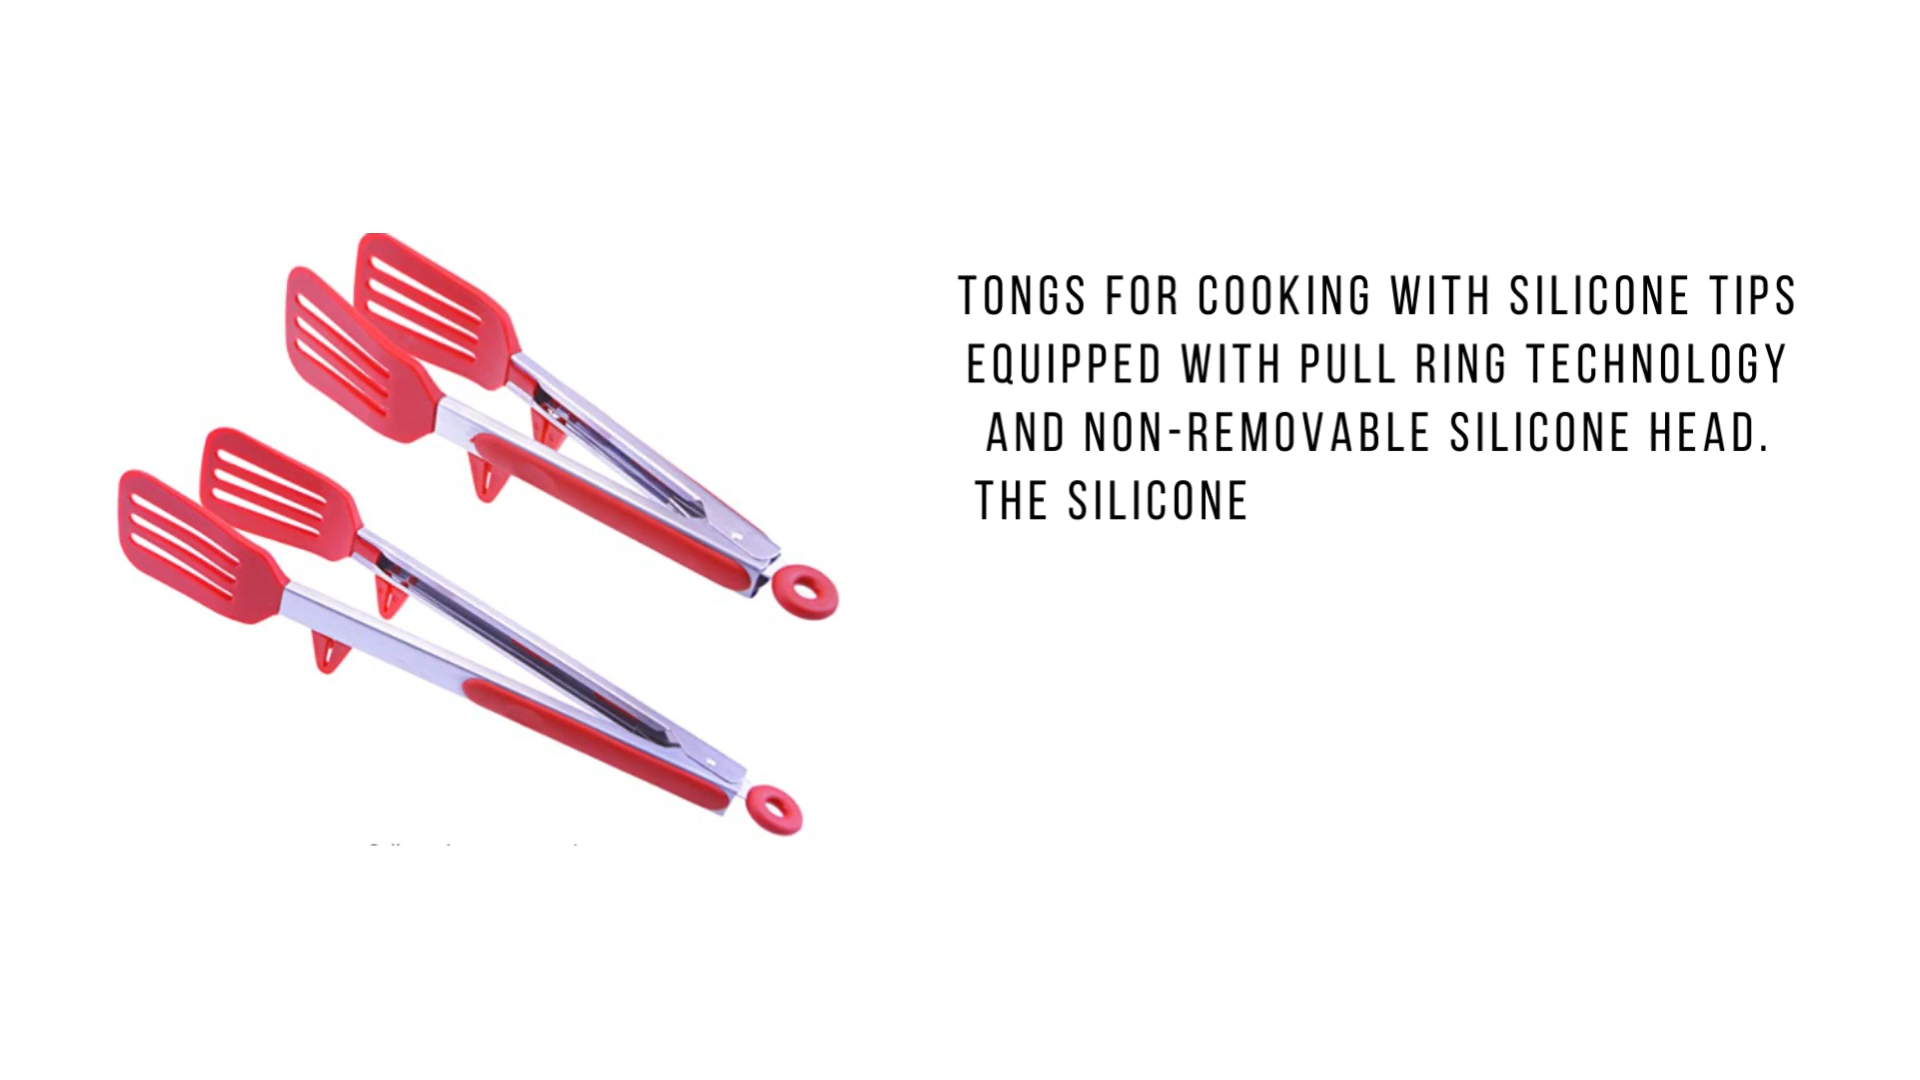 TONGS FOR COOKING WITH SILICONE TIPS
EQUIPPED WITH PULL RING TECHNOLOGY
AND NON-REMOVABLE SILICONE HEAD.
THE SILICONE